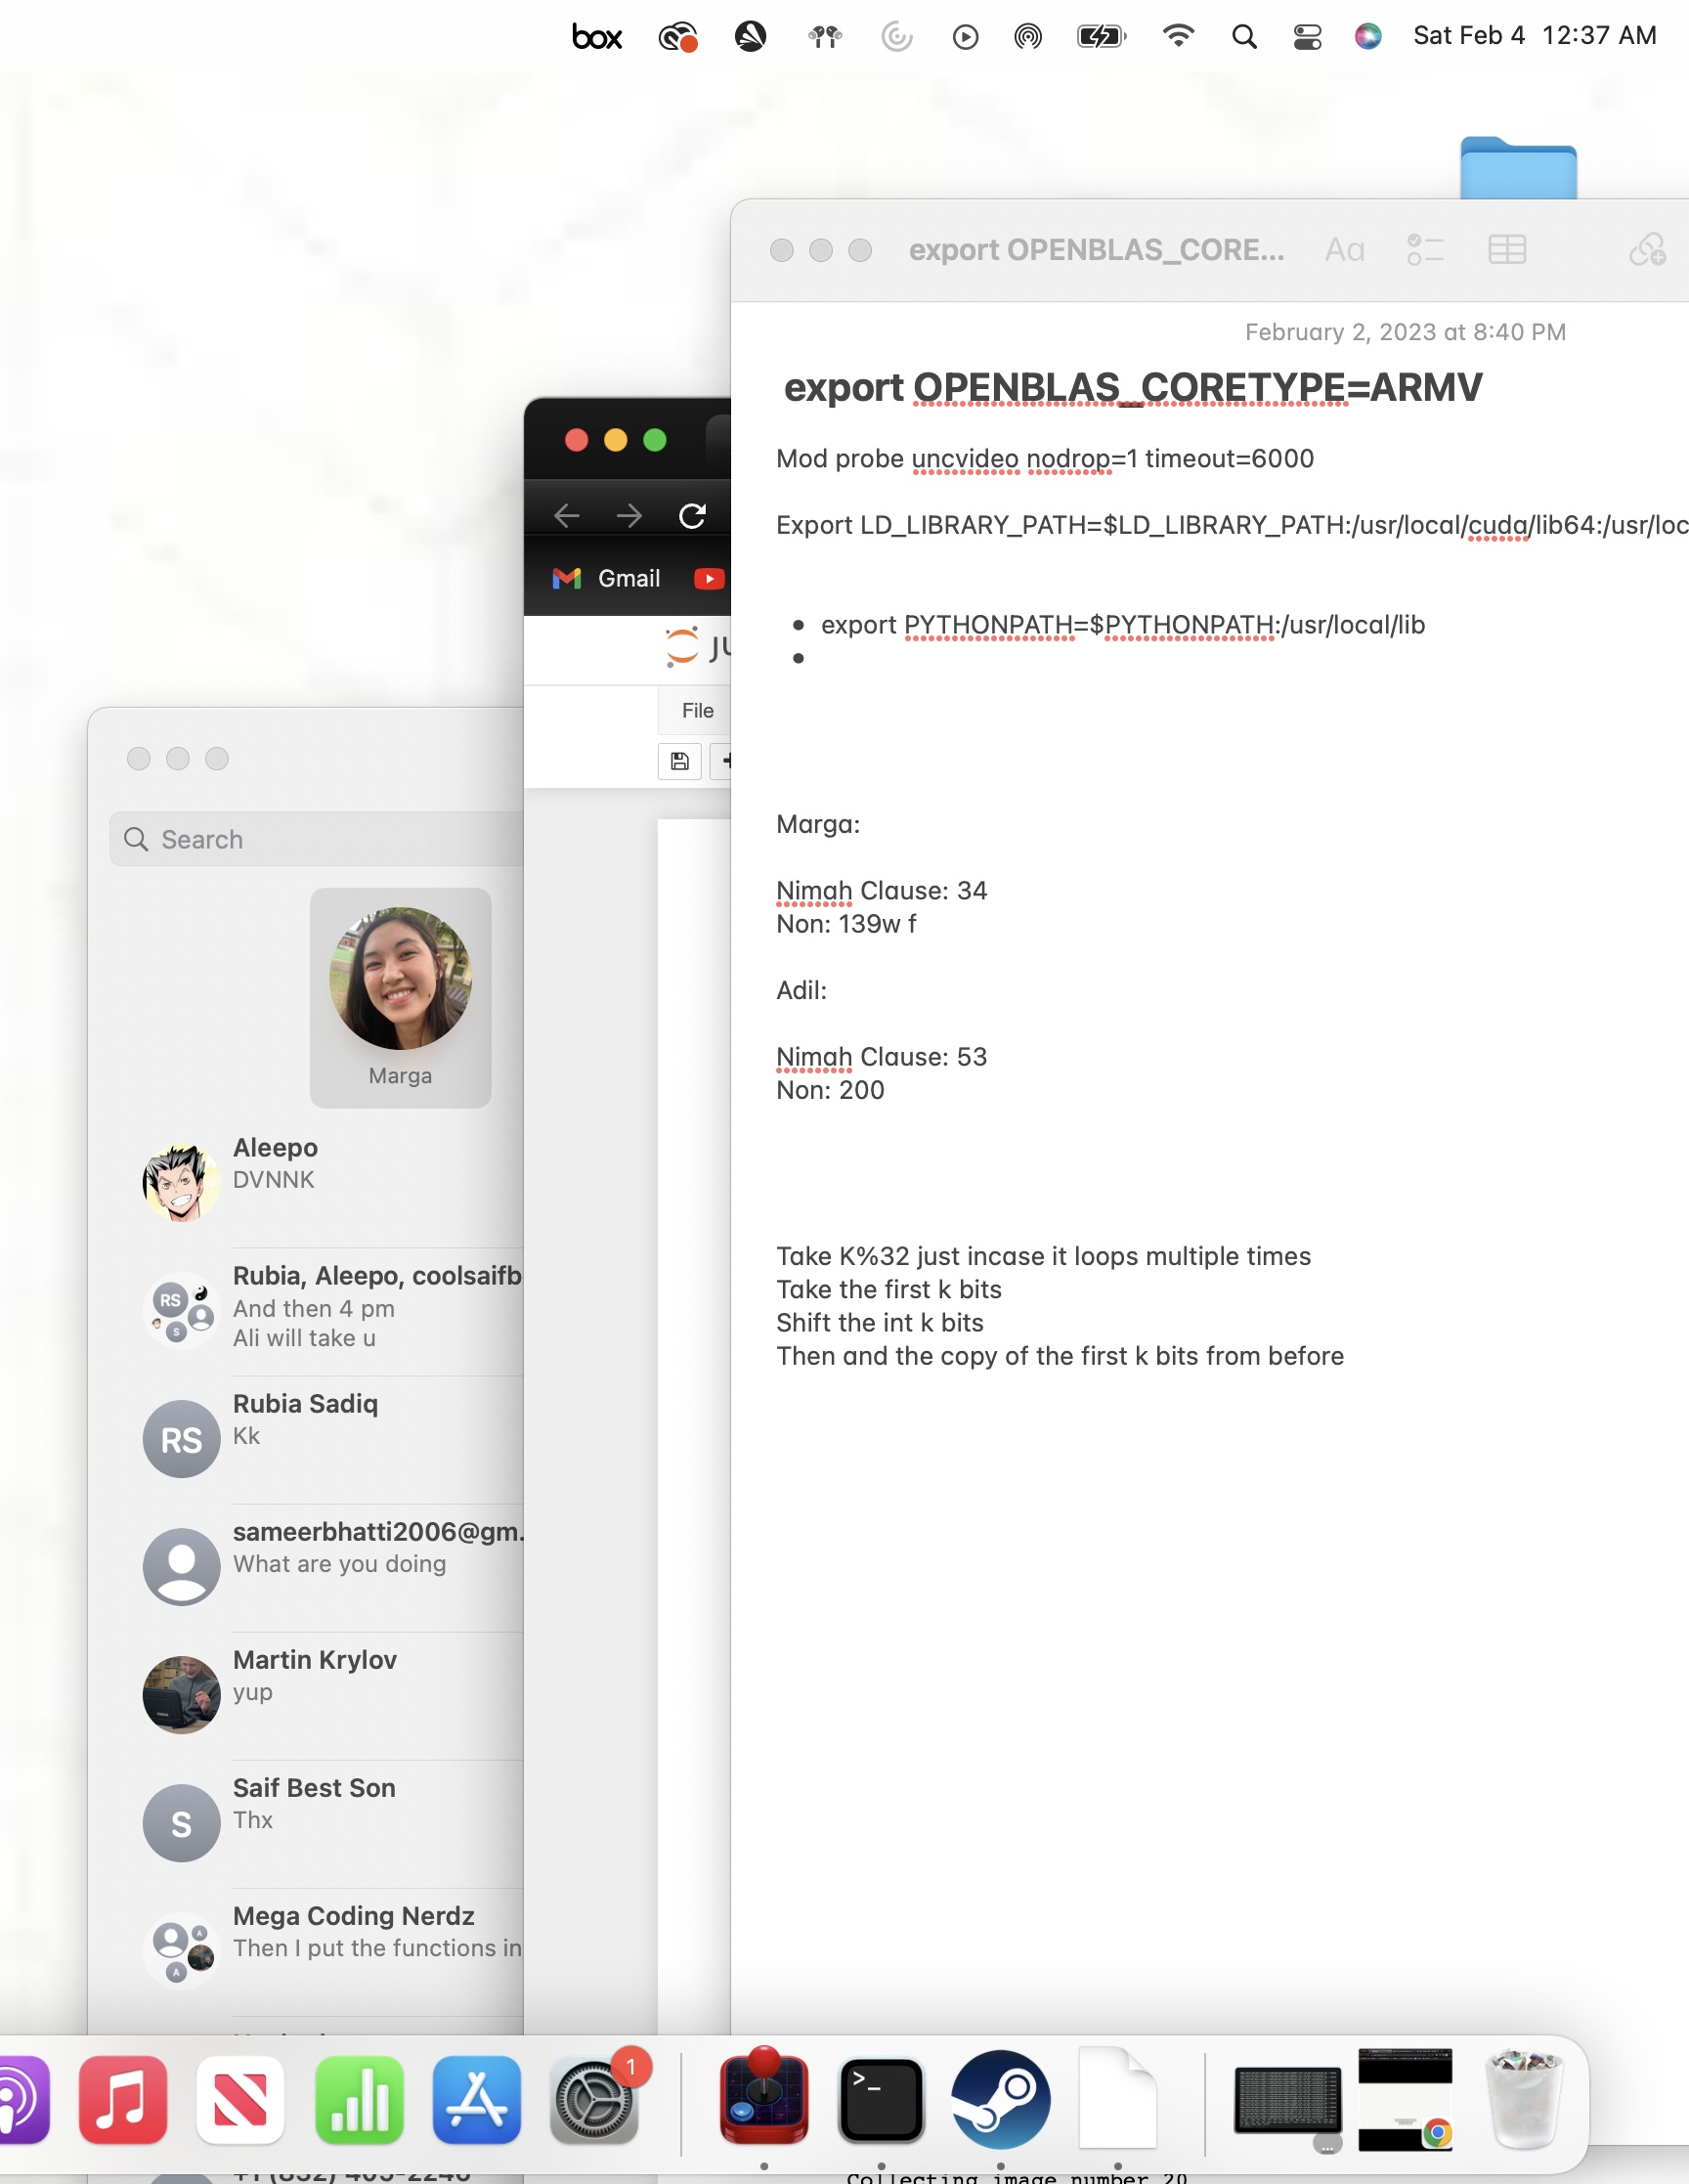 box
Sat Feb 4 12:37 AM
export OPENBLAS_CORE...
Aa
February 2, 2023 at 8:40 PM
export OPENBLAS_CORETYPE=ARMV
Mod probe uncvideo nodrop=1 timeout=6000
Export LD_LIBRARY_PATH=$LD_LIBRARY_PATH:/usr/local/cuda/lib64:/usr/loc
• export PYTHONPATH=$PYTHONPATH:/usr/local/lib
•
Marga:
Nimah Clause: 34
Non: 139w f
Adil:
Nimah Clause: 53
Non: 200
Take K%32 just incase it loops multiple times
Take the first k bits
Shift the int k bits
Then and the copy of the first k bits from before
Gmail
File
Search
Marga
Aleepo
DVNNK
Rubia, Aleepo, coolsaifb
RS
S
And then 4 pm
Ali will take u
Rubia Sadiq
RS
Kk
sameerbhatti2006@gm.
What are you doing
Martin Krylov
yup
Saif Best Son
S
Thx
Mega Coding Nerdz
A
A
Then I put the functions in
1
>_
Collecting image number 20